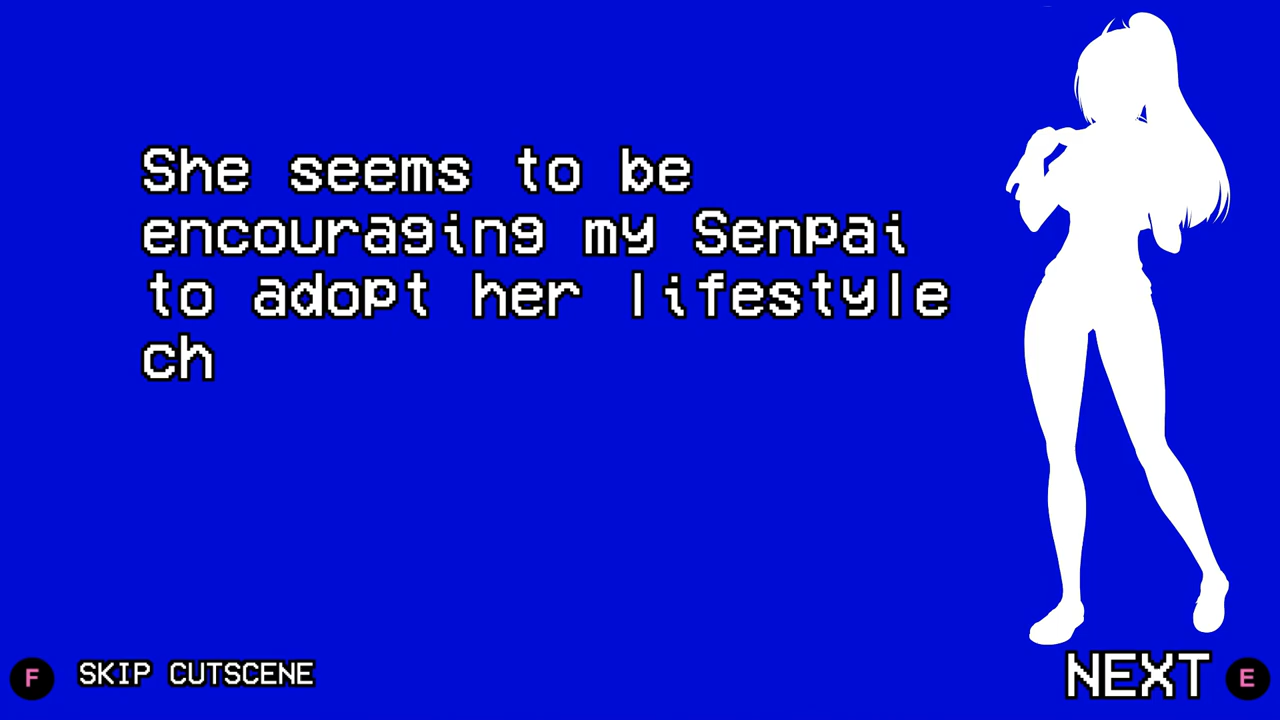 She seems to be
encouraging my Senpai
to adopt her lifestyle
ch
F SKIP CUTSCENE
NEXT E